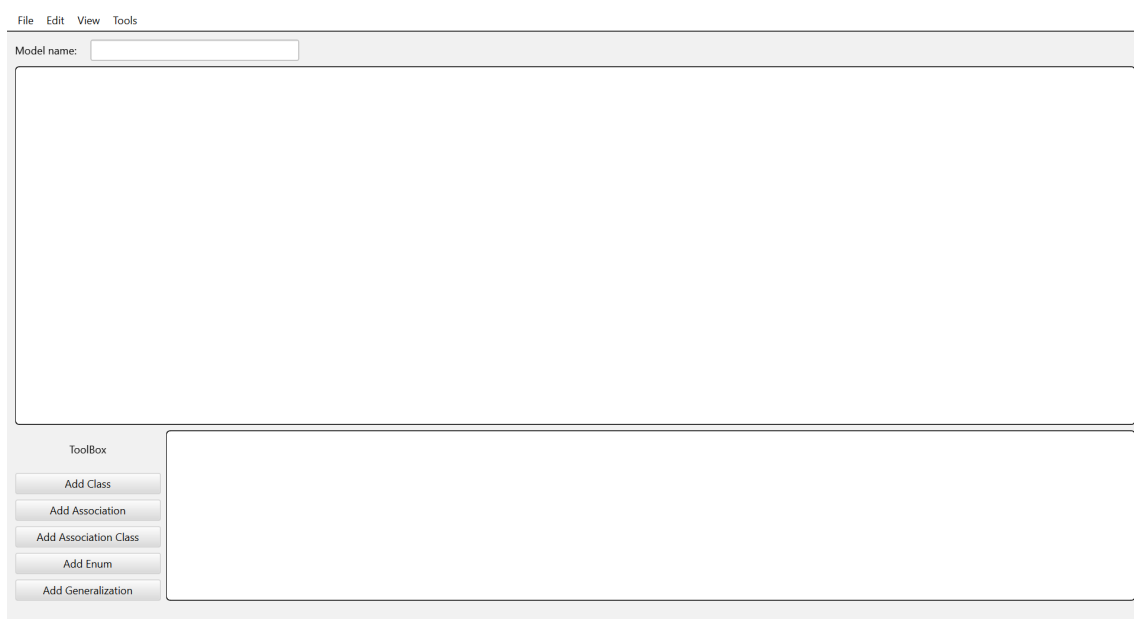 File Edit View Tools
Model name:
ToolBox
Add Class
Add Association
Add Association Class
Add Enum
Add Generalization